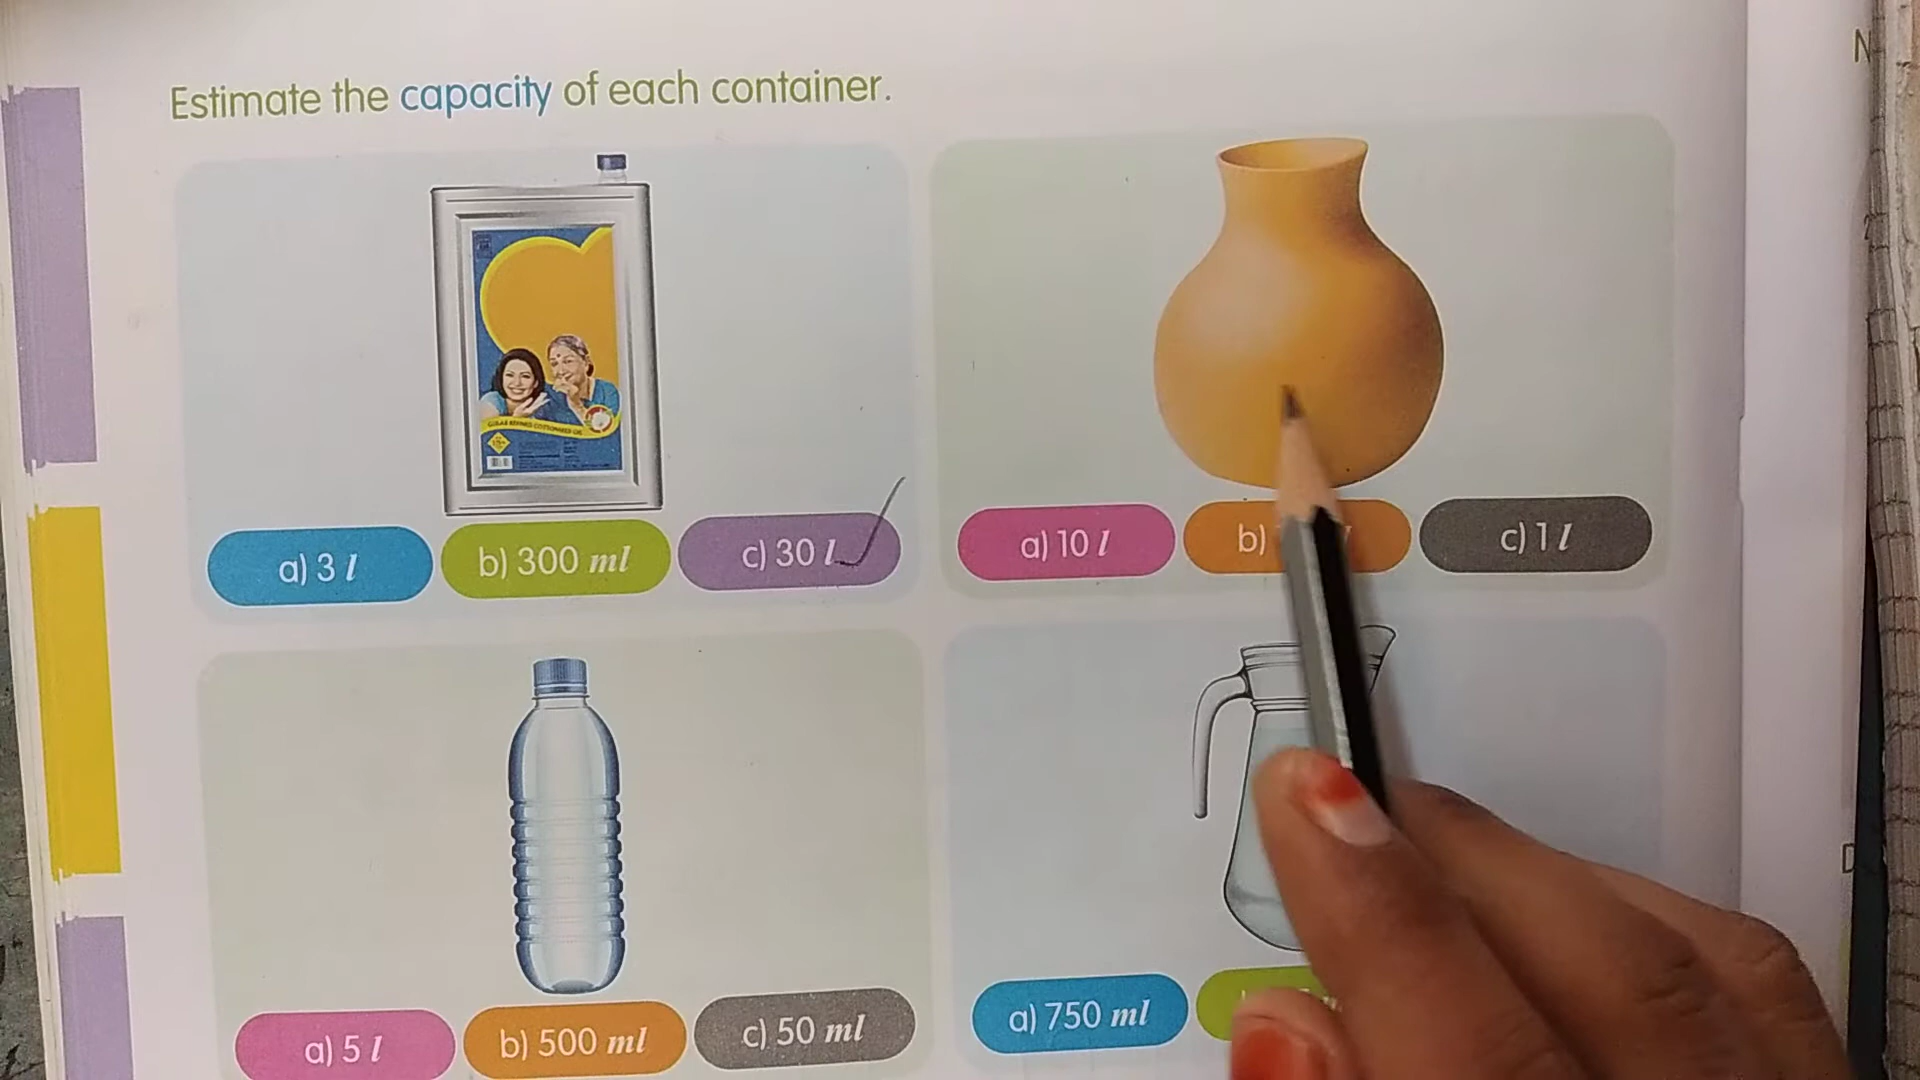 Estimate the capacity of each container.
a) 3 l
b) 300 ml
c) 30 l
a) 10 l
b)
c) 1 l
a) 5 l
b) 500 ml
c) 50 ml
a) 750 ml